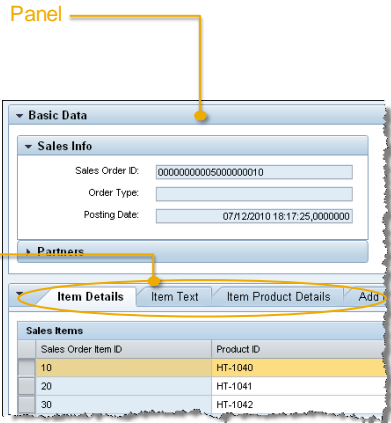 Panel
Basic Data
Sales Info
Sales Order ID: 00000000005000000010
Order Type:
Posting Date: 07/12/2010 18:17:25,0000000
Partners
Item Details Item Text Item Product Details Add
Sales Items
Sales Order Item ID Product ID
10 HT-1040
20 HT-1041
30 HT-1042